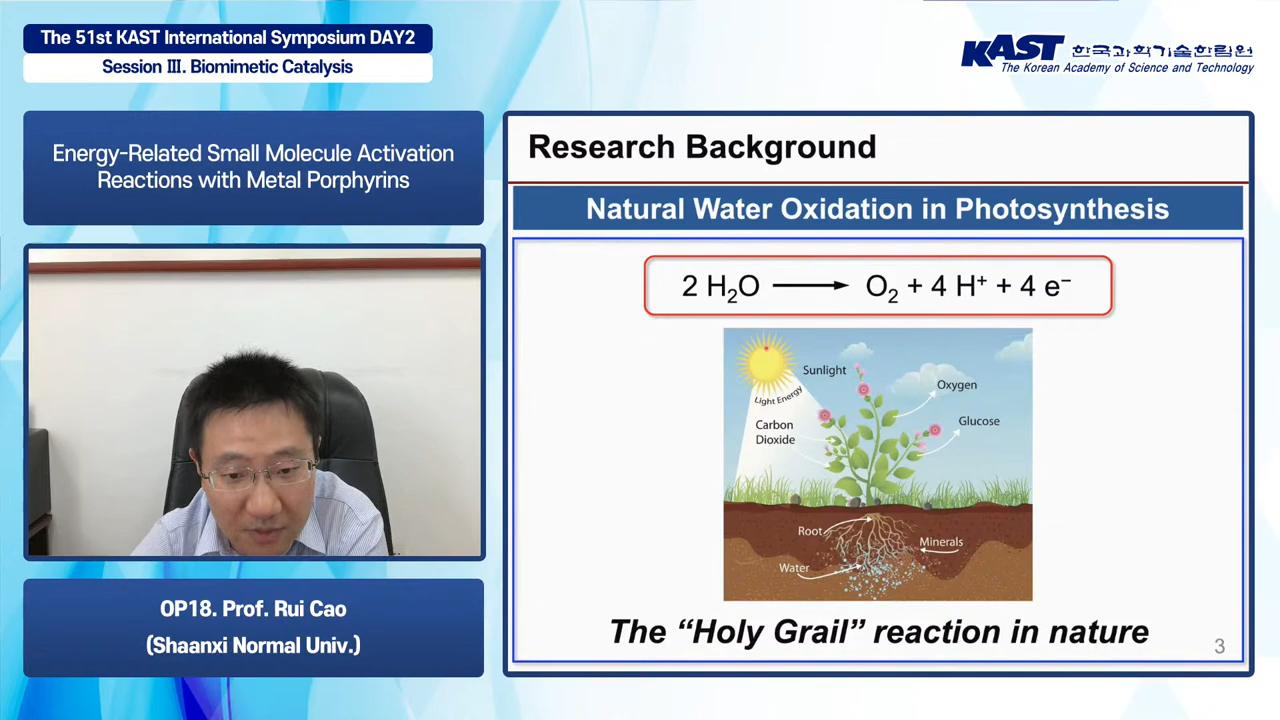 The 51st KAST International Symposium DAY2
Session Ⅲ. Biomimetic Catalysis
KAST 한국과학기술한림원
The Korean Academy of Science and Technology
Energy-Related Small Molecule Activation
Reactions with Metal Porphyrins
OP18. Prof. Rui Cao
(Shaanxi Normal Univ.)
Research Background
Natural Water Oxidation in Photosynthesis
2 H₂O ⟶ O₂ + 4 H⁺ + 4 e⁻
Sunlight
Light Energy
Oxygen
Carbon
Dioxide
Glucose
Root
Minerals
Water
The “Holy Grail” reaction in nature
3